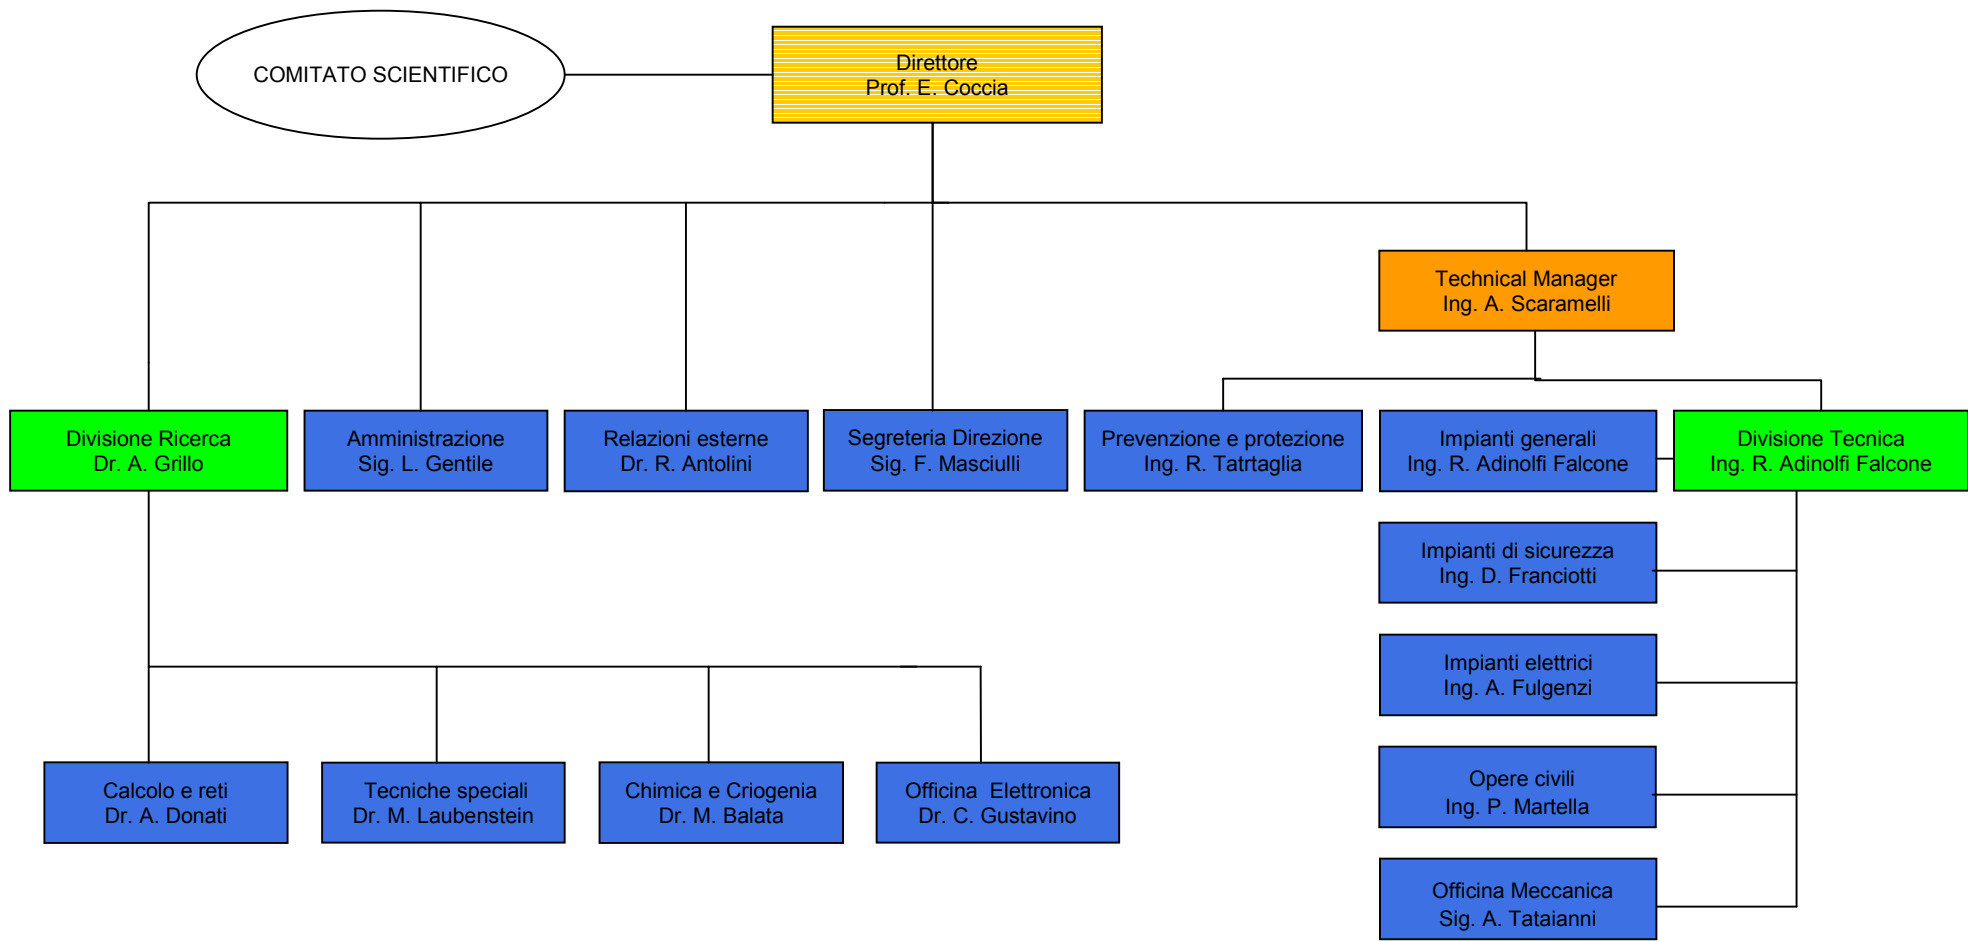 COMITATO SCIENTIFICO
Direttore
Prof. E. Coccia
Technical Manager
Ing. A. Scaramelli
Divisione Ricerca
Dr. A. Grillo
Amministrazione
Sig. L. Gentile
Relazioni esterne
Dr. R. Antolini
Segreteria Direzione
Sig. F. Masciulli
Prevenzione e protezione
Ing. R. Tatrtaglia
Impianti generali
Ing. R. Adinolfi Falcone
Divisione Tecnica
Ing. R. Adinolfi Falcone
Impianti di sicurezza
Ing. D. Franciotti
Impianti elettrici
Ing. A. Fulgenzi
Calcolo e reti
Dr. A. Donati
Tecniche speciali
Dr. M. Laubenstein
Chimica e Criogenia
Dr. M. Balata
Officina Elettronica
Dr. C. Gustavino
Opere civili
Ing. P. Martella
Officina Meccanica
Sig. A. Tataianni